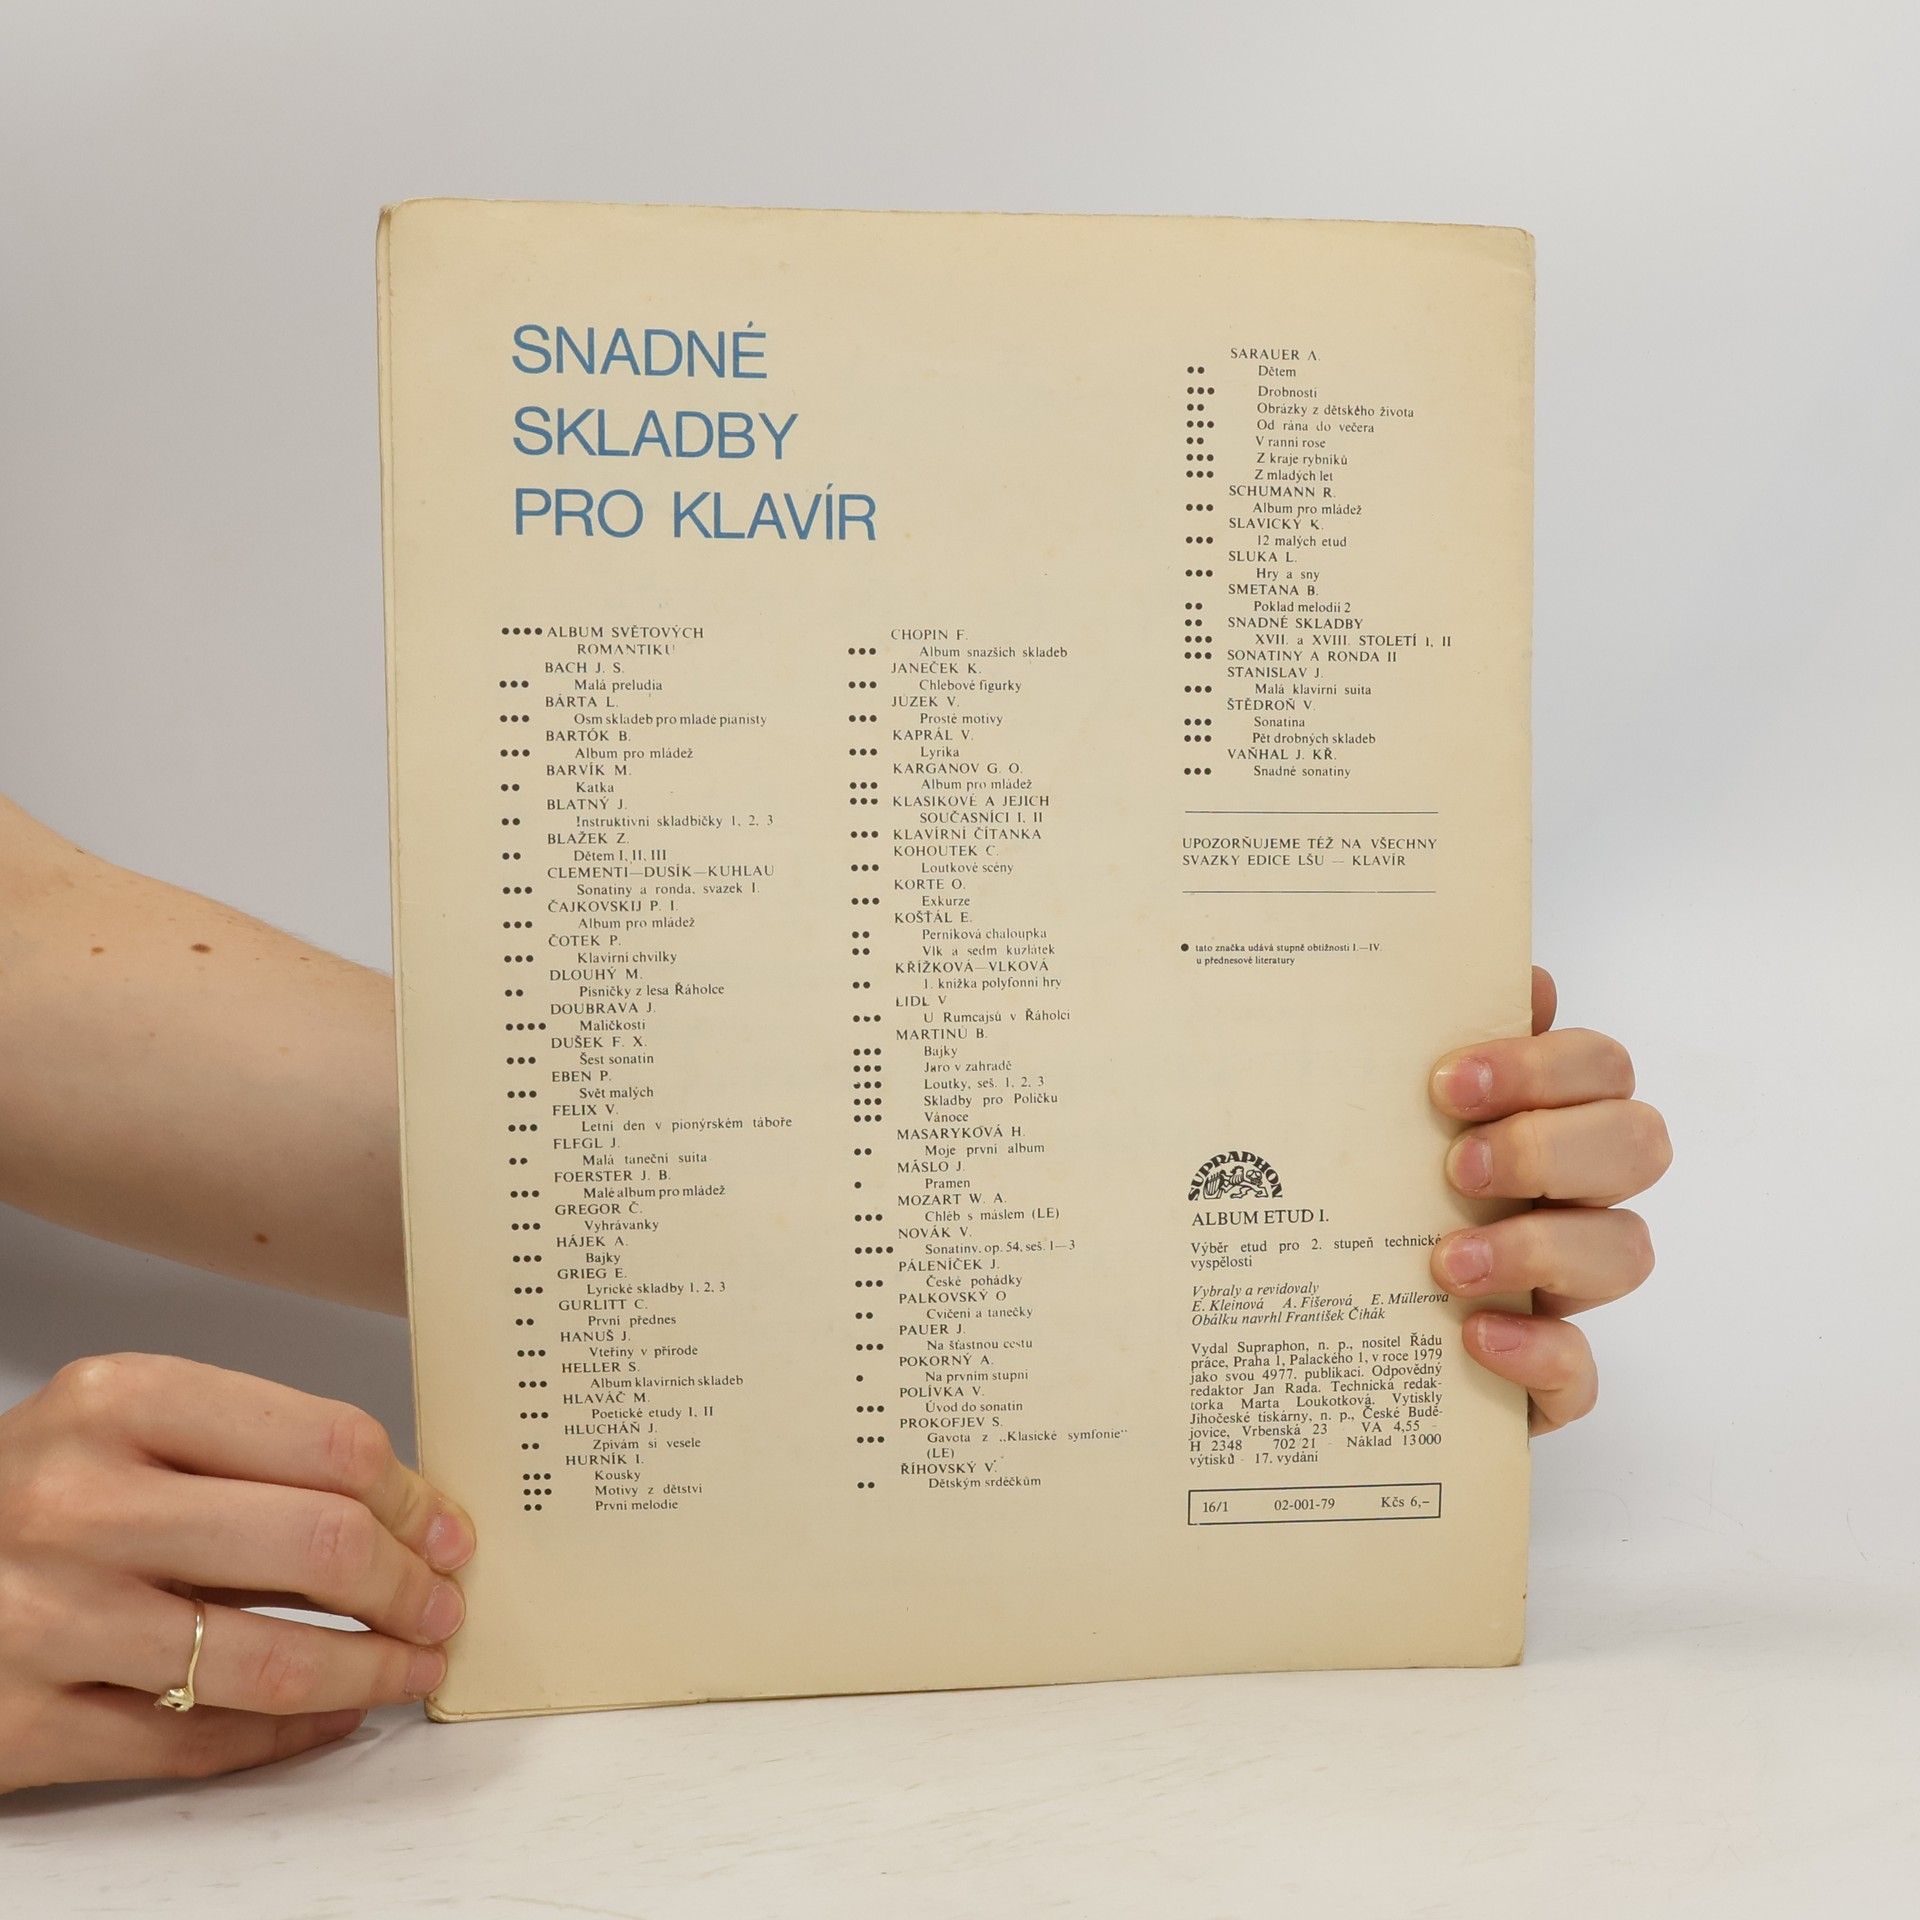 SNADNÉ
SKLADBY
PRO KLAVÍR
●●●● ALBUM SVĚTOVÝCH
ROMANTIKŮ
BACH J. S.
●●● Malá preludia
BÁRTA L.
●●● Osm skladeb pro mladé pianisty
BARTÓK B.
●●● Album pro mládež
BARVÍK M.
●● Katka
BLATNÝ J.
●● Instruktivní skladbičky 1, 2, 3
BLAŽEK Z.
●● Dětem I, II, III
CLEMENTI—DUSÍK—KUHLAU
●●● Sonatiny a ronda, svazek I.
ČAJKOVSKIJ P. I.
●●● Album pro mládež
ČOTEK P.
●●● Klavírní chvilky
DLOUHÝ M.
●● Písničky z lesa Řáholce
DOUBRAVA J.
●●●● Maličkosti
DUŠEK F. X.
●●● Šest sonatin
EBEN P.
●●● Svět malých
FELIX V.
●●● Letní den v pionýrském táboře
FLEGL J.
●● Malá taneční suita
FOERSTER J. B.
●●● Malé album pro mládež
GREGOR Č.
●●● Vyhrávanky
HÁJEK A.
●●● Bajky
GRIEG E.
●●● Lyrické skladby 1, 2, 3
GURLITT C.
●● První přednes
HANUŠ J.
●●● Vteřiny v přírodě
HELLER S.
●●● Album klavírních skladeb
HLAVÁČ M.
●●● Poetické etudy I, II
HLUCHÁŇ J.
●● Zpívám si vesele
HURNÍK I.
●●● Kousky
●●● Motivy z dětství
●● První melodie
CHOPIN F.
●●● Album snazších skladeb
JANEČEK K.
●●● Chlebové figurky
JŮZEK V.
●●● Prosté motivy
KAPRÁL V.
●●● Lyrika
KARGANOV G. O.
●●● Album pro mládež
●●● KLASIKOVÉ A JEJICH
SOUČASNÍCI I, II
●●● KLAVÍRNÍ ČÍTANKA
KOHOUTEK C.
●●● Loutkové scény
KORTE O.
●●● Exkurze
KOŠŤÁL E.
●● Perníková chaloupka
●● Vlk a sedm kůzlátek
KŘÍŽKOVÁ—VLKOVÁ
●● 1. knížka polyfonní hry
LIDL V
●●● U Rumcajsů v Řáholci
MARTINŮ B.
●●● Bajky
●●● Jaro v zahradě
●●● Loutky, seš. 1, 2, 3
●●● Skladby pro Poličku
●●● Vánoce
MASARYKOVÁ H.
●● Moje první album
MÁSLO J.
● Pramen
MOZART W. A.
●●● Chléb s máslem (LE)
NOVÁK V.
●●●● Sonatiny, op. 54, seš. 1—3
PÁLENÍČEK J.
●●● České pohádky
PALKOVSKÝ O
●● Cvičení a tanečky
PAUER J.
●●● Na šťastnou cestu
POKORNÝ A.
● Na prvním stupni
POLÍVKA V.
●●● Úvod do sonatin
PROKOFJEV S.
●●● Gavota z „Klasické symfonie“
(LE)
ŘÍHOVSKÝ V.
●● Dětským srdéčkům
SARAUER A.
●● Dětem
●●● Drobnosti
●● Obrázky z dětského života
●●● Od rána do večera
●● V ranní rose
●●● Z kraje rybníků
●●● Z mladých let
SCHUMANN R.
●●● Album pro mládež
SLAVICKÝ K.
●●● 12 malých etud
SLUKA L.
●●● Hry a sny
SMETANA B.
●● Poklad melodií 2
●● SNADNÉ SKLADBY
●●● XVII. a XVIII. STOLETÍ I, II
●●● SONATINY A RONDA II
STANISLAV J.
●●● Malá klavírní suita
ŠTĚDROŇ V.
●●● Sonatina
●●● Pět drobných skladeb
VAŇHAL J. KŘ.
●●● Snadné sonatiny
UPOZORŇUJEME TÉŽ NA VŠECHNY
SVAZKY EDICE LŠU — KLAVÍR
● tato značka udává stupně obtížnosti I.—IV.
u přednesové literatury
SUPRAPHON
ALBUM ETUD I.
Výběr etud pro 2. stupeň technické
vyspělosti
Vybraly a revidovaly
E. Kleinová A. Fišerová E. Müllerová
Obálku navrhl František Čihák
Vydal Supraphon, n. p., nositel Řádu
práce, Praha 1, Palackého 1, v roce 1979
jako svou 4977. publikaci. Odpovědný
redaktor Jan Rada. Technická redak-
torka Marta Loukotková. Vytiskly
Jihočeské tiskárny, n. p., České Budě-
jovice, Vrbenská 23 - VA 4,55 -
H 2348 - 702/21 - Náklad 13000
výtisků - 17. vydání
16/1 02-001-79 Kčs 6,–